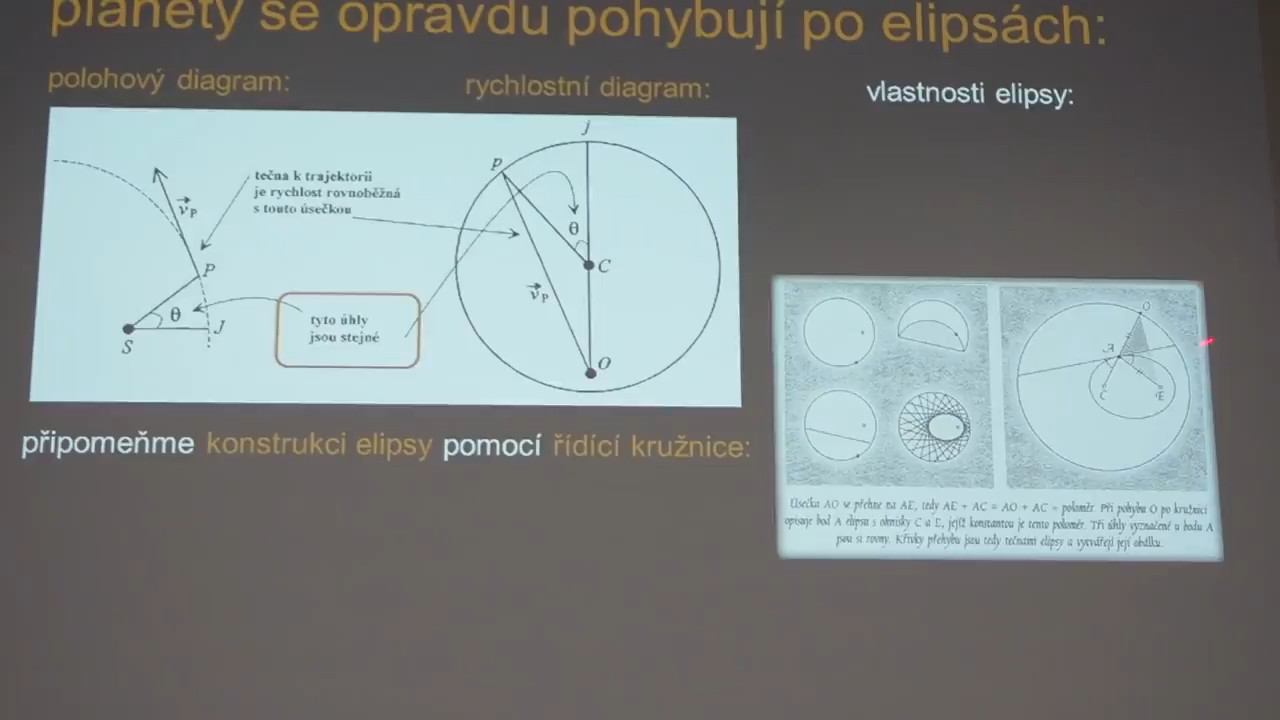 planety se opravdu pohybují po elipsách:
polohový diagram:
rychlostní diagram:
vlastnosti elipsy:
tečna k trajektorii
je rychlost rovnoběžná
s touto úsečkou
v⃗P
P
θ
S
J
tyto úhly
jsou stejné
j
p
θ
C
v⃗P
O
O
A
C
E
Úsečka AO se přehne na AE, tedy AE + AC = AO + AC = poloměr. Při pohybu O po kružnici
opisuje bod A elipsu s ohnisky C a E, jejíž konstantou je tento poloměr. Tři úhly vyznačené u bodu A
jsou si rovny. Křivky přehybu jsou tedy tečnami elipsy a vytvářejí její obálku.
připomeňme konstrukci elipsy pomocí řídící kružnice: